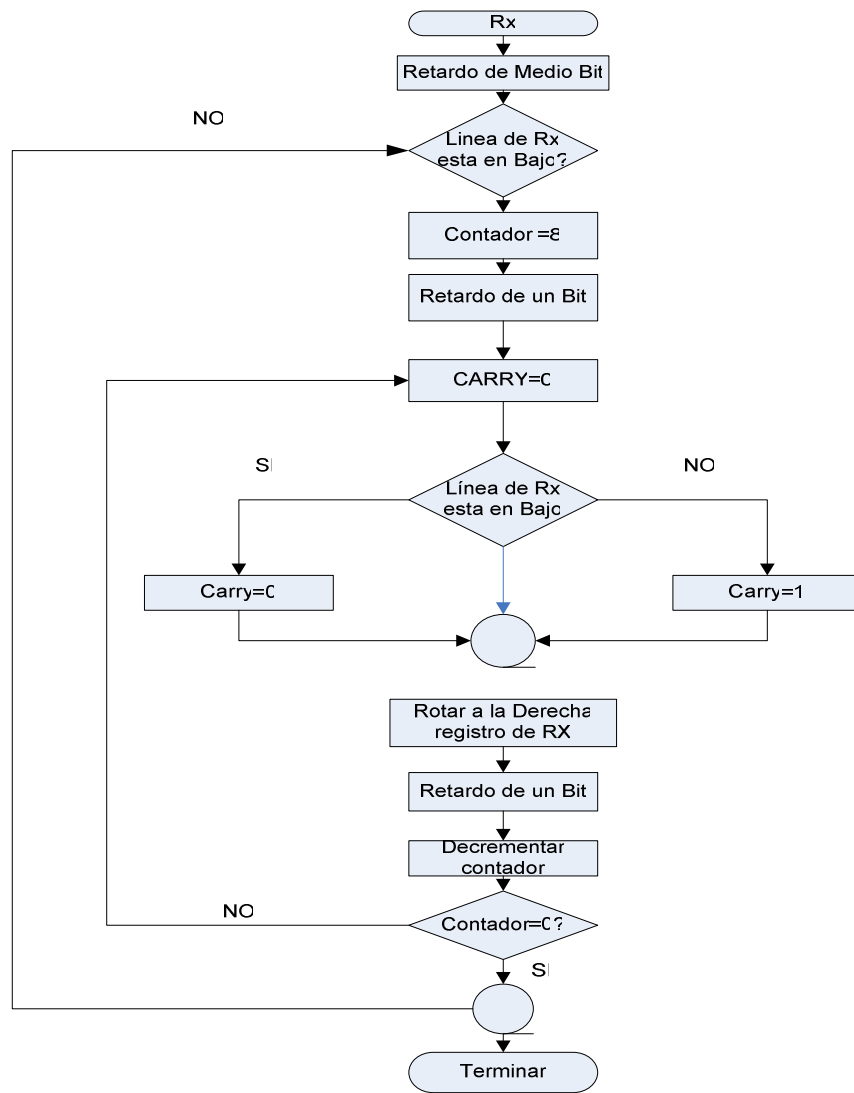 Rx
Retardo de Medio Bit
NO
Linea de Rx
esta en Bajo?
Contador =8
Retardo de un Bit
CARRY=0
SI
NO
Línea de Rx
esta en Bajo
Carry=0
Carry=1
Rotar a la Derecha
registro de RX
Retardo de un Bit
Decrementar
contador
NO
Contador=0?
SI
Terminar